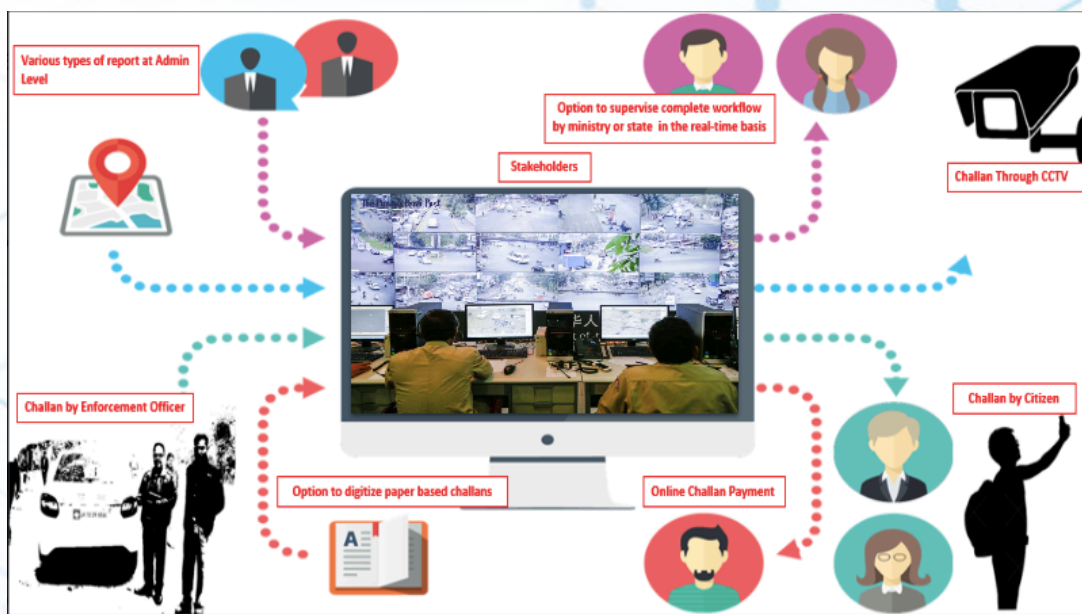 Various types of report at Admin
Level
Option to supervise complete workflow
by ministry or state in the real-time basis
Stakeholders
Challan Through CCTV
华人
Challan by Enforcement Officer
Challan by Citizen
Option to digitize paper based challans
Online Challan Payment
A